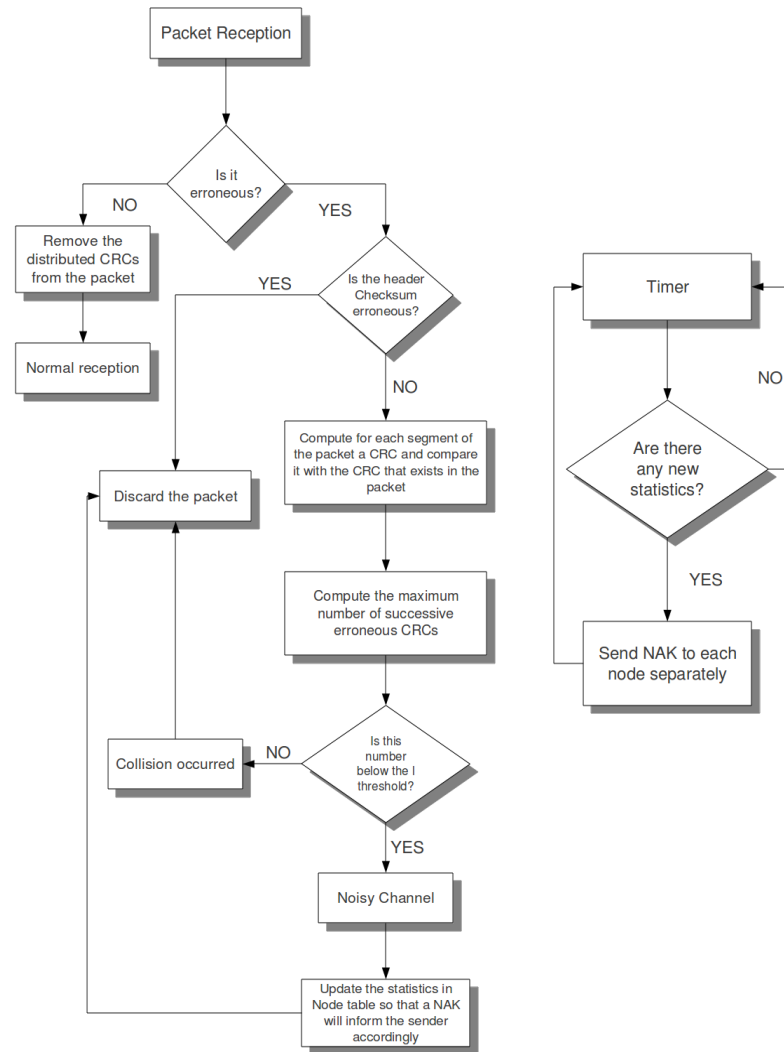 Packet Reception
Is it
erroneous?
NO
YES
Remove the
distributed CRCs
from the packet
Normal reception
Is the header
Checksum
erroneous?
YES
NO
Compute for each segment
of the packet a CRC and compare
it with the CRC that exists in the
packet
Discard the packet
Compute the maximum
number of successive
erroneous CRCs
Is this
number
below the l
threshold?
NO
Collision occurred
YES
Noisy Channel
Update the statistics in
Node table so that a NAK
will inform the sender
accordingly
Timer
NO
Are there
any new
statistics?
YES
Send NAK to each
node separately